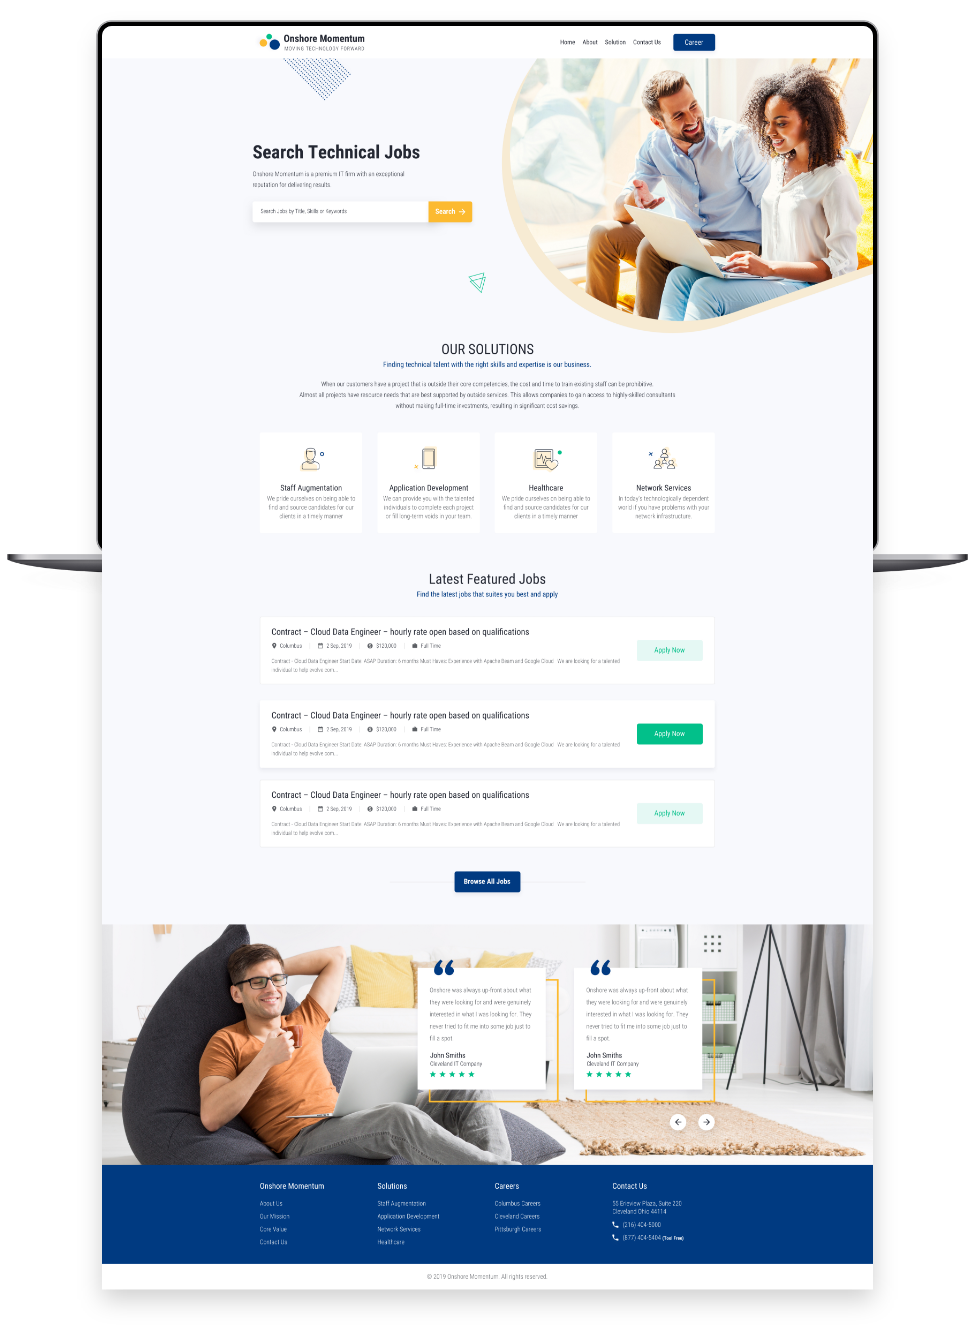 Onshore Momentum
MOVING TECHNOLOGY FORWARD
Home About Solution Contact Us Career
Search Technical Jobs
Onshore Momentum is a premium IT firm with an exceptional
reputation for delivering results
Search Jobs by Title, Skills or Keywords
Search
OUR SOLUTIONS
Finding technical talent with the right skills and expertise is our business.
When our customers have a project that is outside their core competencies, the cost and time to train existing staff can be prohibitive.
Almost all projects have resource needs that are best supported by outside services. This allows companies to gain access to highly-skilled consultants
without making full-time investments, resulting in significant cost savings.
Staff Augmentation
We pride ourselves on being able to
find and source candidates for our
clients in a timely manner
Application Development
We can provide you with the talented
individuals to complete each project
or fill long-term voids in your team.
Healthcare
We pride ourselves on being able to
find and source candidates for our
clients in a timely manner
Network Services
In today's technologically dependent
world if you have problems with your
network infrastructure.
Latest Featured Jobs
Find the latest jobs that suites you best and apply
Contract – Cloud Data Engineer – hourly rate open based on qualifications
Columbus 2 Sep, 2019 $120,000 Full Time
Contract - Cloud Data Engineer Start Date: ASAP Duration: 6 months Must Haves: Experience with Apache Beam and Google Cloud . We are looking for a talented
individual to help evolve com...
Apply Now
Contract – Cloud Data Engineer – hourly rate open based on qualifications
Columbus 2 Sep, 2019 $120,000 Full Time
Contract - Cloud Data Engineer Start Date: ASAP Duration: 6 months Must Haves: Experience with Apache Beam and Google Cloud . We are looking for a talented
individual to help evolve com...
Apply Now
Contract – Cloud Data Engineer – hourly rate open based on qualifications
Columbus 2 Sep, 2019 $120,000 Full Time
Contract - Cloud Data Engineer Start Date: ASAP Duration: 6 months Must Haves: Experience with Apache Beam and Google Cloud . We are looking for a talented
individual to help evolve com...
Apply Now
Browse All Jobs
Onshore was always up-front about what
they were looking for and were genuinely
interested in what I was looking for. They
never tried to fit me into some job just to
fill a spot.
John Smiths
Cleveland IT Company
Onshore was always up-front about what
they were looking for and were genuinely
interested in what I was looking for. They
never tried to fit me into some job just to
fill a spot.
John Smiths
Cleveland IT Company
Onshore Momentum
About Us
Our Mission
Core Value
Contact Us
Solutions
Staff Augmentation
Application Development
Network Services
Healthcare
Careers
Columbus Careers
Cleveland Careers
Pittsburgh Careers
Contact Us
55 Erieview Plaza, Suite 220
Cleveland Ohio 44114
(216) 404-5000
(877) 404-5404 (Tool Free)
© 2019 Onshore Momentum. All rights reserved.